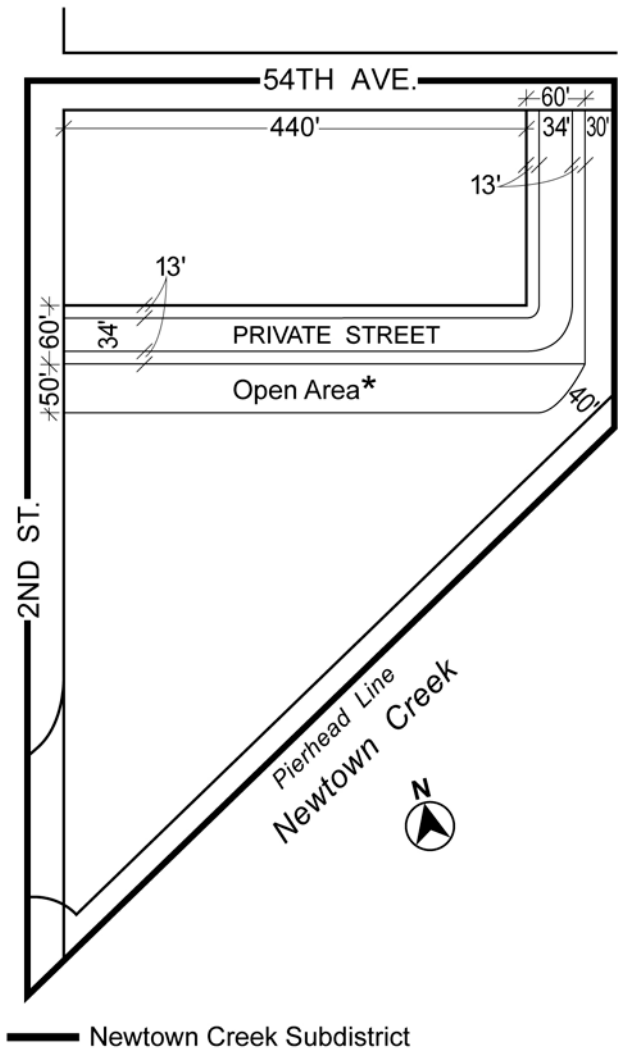 54TH AVE.
60'
440'
34'
30'
13'
13'
60'
34'
PRIVATE STREET
50'
Open Area*
40'
2ND ST.
Pierhead Line
Newtown Creek
N
Newtown Creek Subdistrict